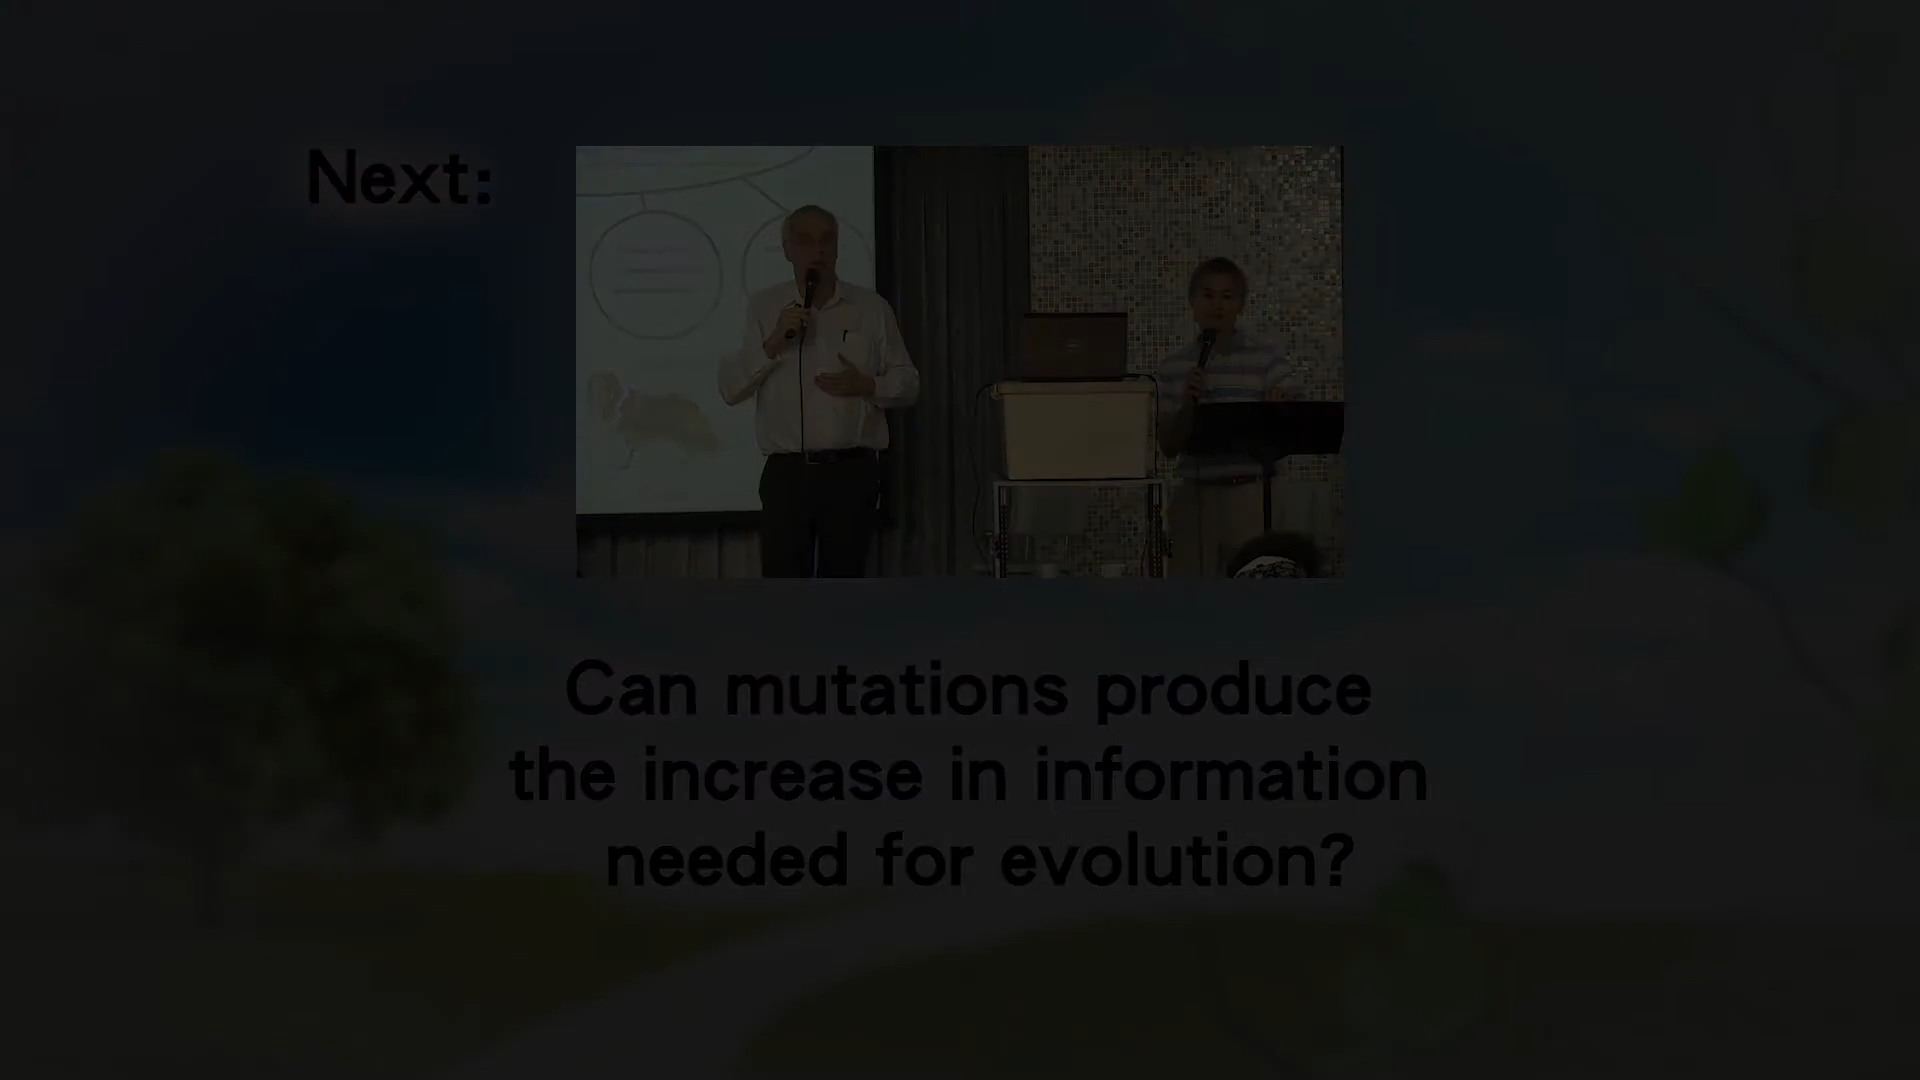 Next:
Can mutations produce
the increase in information
needed for evolution?